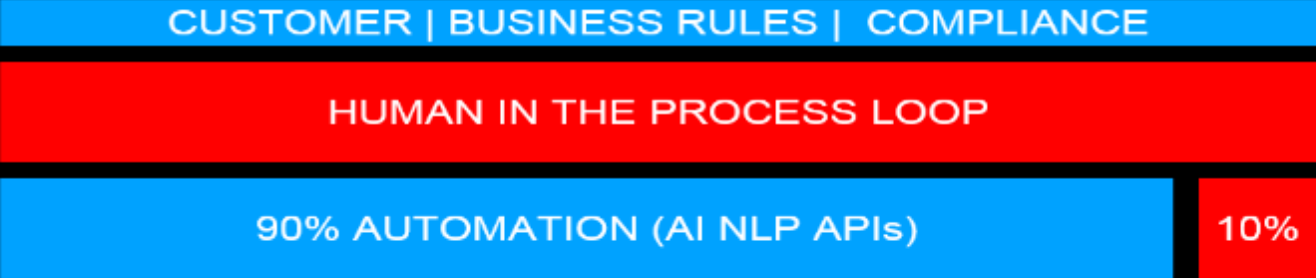 CUSTOMER | BUSINESS RULES | COMPLIANCE
HUMAN IN THE PROCESS LOOP
90% AUTOMATION (AI NLP APIs) 10%